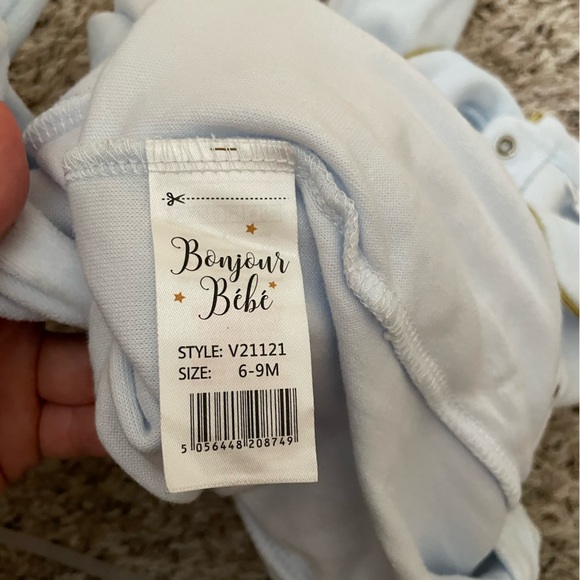 Bonjour
Bébé
STYLE: V21121
SIZE: 6-9M
5 056448 208749